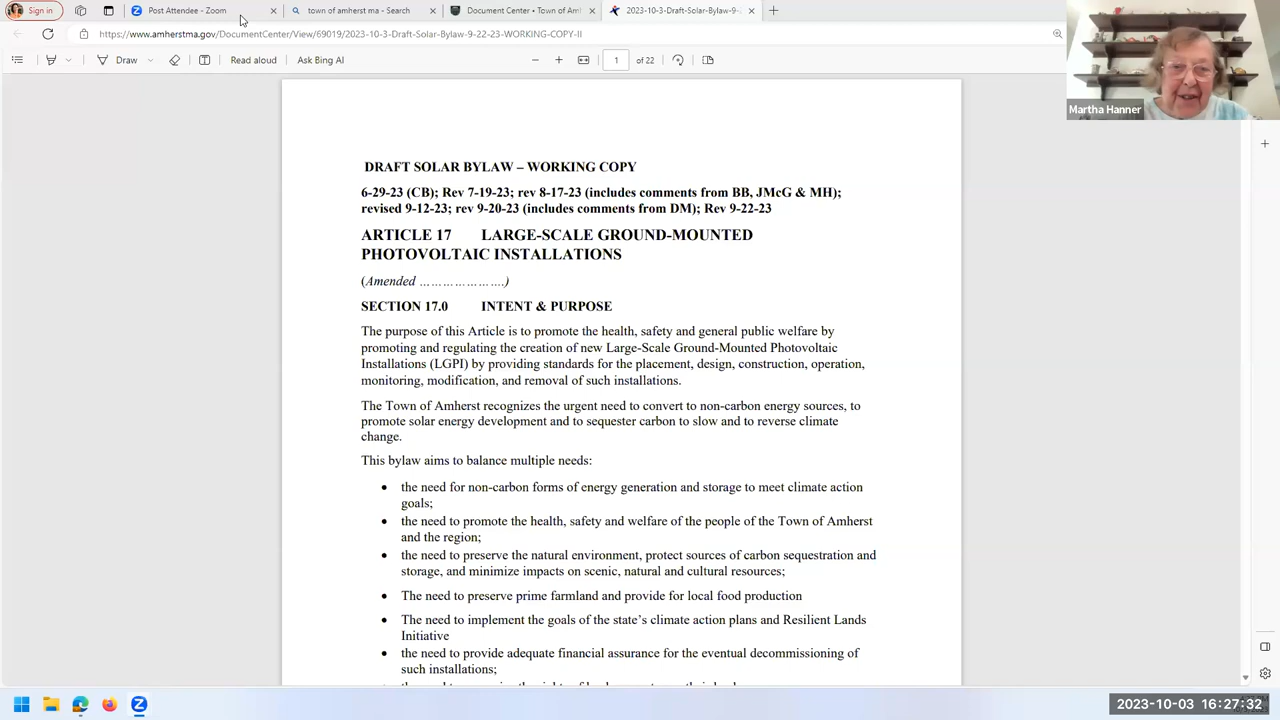 Sign in
Post Attendee - Zoom
town of amherst ma - Search
Document Center • Town of Am
2023-10-3-Draft-Solar-Bylaw-9-
https://www.amherstma.gov/DocumentCenter/View/69019/2023-10-3-Draft-Solar-Bylaw-9-22-23-WORKING-COPY-II
Draw
Read aloud
Ask Bing AI
1
of 22
Martha Hanner
DRAFT SOLAR BYLAW – WORKING COPY
6-29-23 (CB); Rev 7-19-23; rev 8-17-23 (includes comments from BB, JMcG & MH);
revised 9-12-23; rev 9-20-23 (includes comments from DM); Rev 9-22-23
ARTICLE 17 LARGE-SCALE GROUND-MOUNTED
PHOTOVOLTAIC INSTALLATIONS
(Amended ………………….)
SECTION 17.0 INTENT & PURPOSE
The purpose of this Article is to promote the health, safety and general public welfare by
promoting and regulating the creation of new Large-Scale Ground-Mounted Photovoltaic
Installations (LGPI) by providing standards for the placement, design, construction, operation,
monitoring, modification, and removal of such installations.
The Town of Amherst recognizes the urgent need to convert to non-carbon energy sources, to
promote solar energy development and to sequester carbon to slow and to reverse climate
change.
This bylaw aims to balance multiple needs:
• the need for non-carbon forms of energy generation and storage to meet climate action
goals;
• the need to promote the health, safety and welfare of the people of the Town of Amherst
and the region;
• the need to preserve the natural environment, protect sources of carbon sequestration and
storage, and minimize impacts on scenic, natural and cultural resources;
• The need to preserve prime farmland and provide for local food production
• The need to implement the goals of the state’s climate action plans and Resilient Lands
Initiative
• the need to provide adequate financial assurance for the eventual decommissioning of
such installations;
2023-10-03 16:27:32